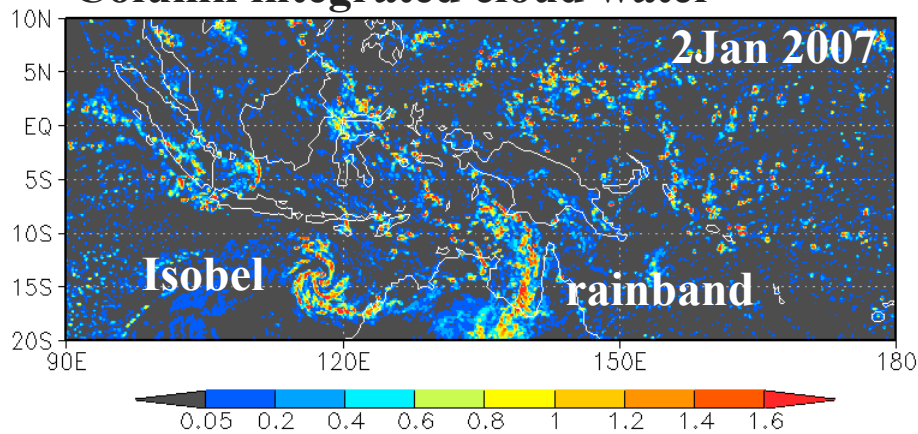 Column integrated cloud water
10N
2Jan 2007
5N
EQ
5S
10S
Isobel
rainband
15S
20S
90E
120E
150E
180
0.05 0.2 0.4 0.6 0.8 1 1.2 1.4 1.6